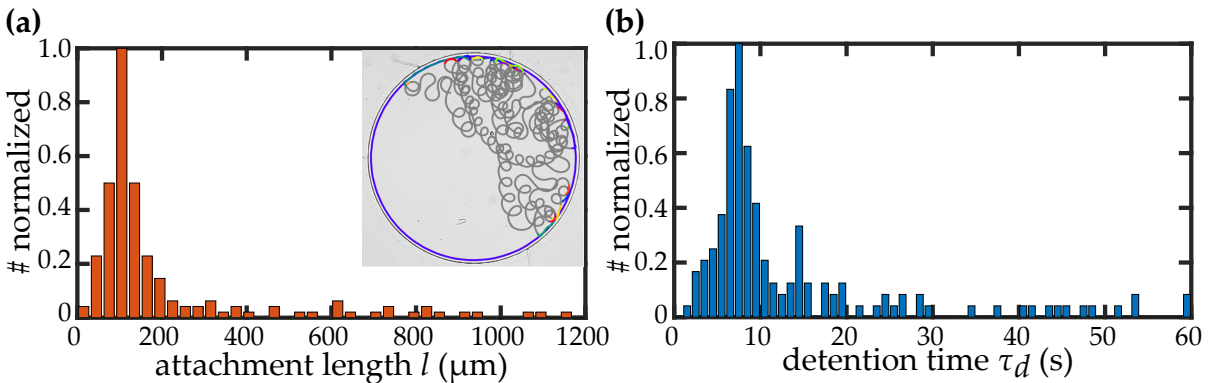 (a)
# normalized
1.0
0.8
0.6
0.4
0.2
0
0 200 400 600 800 1000 1200
attachment length l (μm)
(b)
# normalized
1.0
0.8
0.6
0.4
0.2
0
0 10 20 30 40 50 60
detention time τd (s)